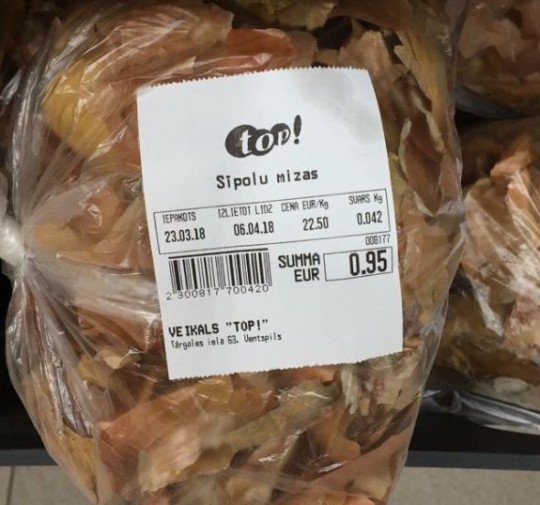 top!
Sīpolu mizas
IEPAKOTS IZLIETOT LIDZ CENA EUR/Kg SVARS Kg
23.03.18 06.04.18 22.50 0.042
008177
SUMMA EUR 0.95
2 300817 700420
VEIKALS "TOP!"
Tārgales iela 63, Ventspils